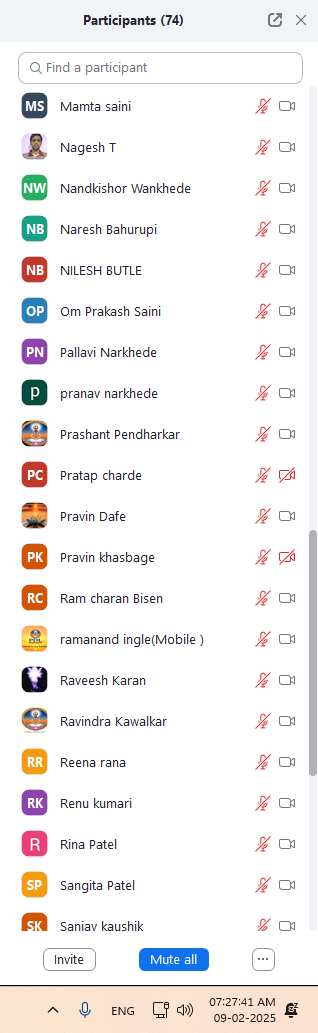 Participants (74)
Find a participant
MS Mamta saini
Nagesh T
NW Nandkishor Wankhede
NB Naresh Bahurupi
NB NILESH BUTLE
OP Om Prakash Saini
PN Pallavi Narkhede
p pranav narkhede
Prashant Pendharkar
PC Pratap charde
Pravin Dafe
PK Pravin khasbage
RC Ram charan Bisen
ramanand ingle(Mobile )
Raveesh Karan
Ravindra Kawalkar
RR Reena rana
RK Renu kumari
R Rina Patel
SP Sangita Patel
SK Sanjay kaushik
Invite Mute all ...
ENG 07:27:41 AM
09-02-2025